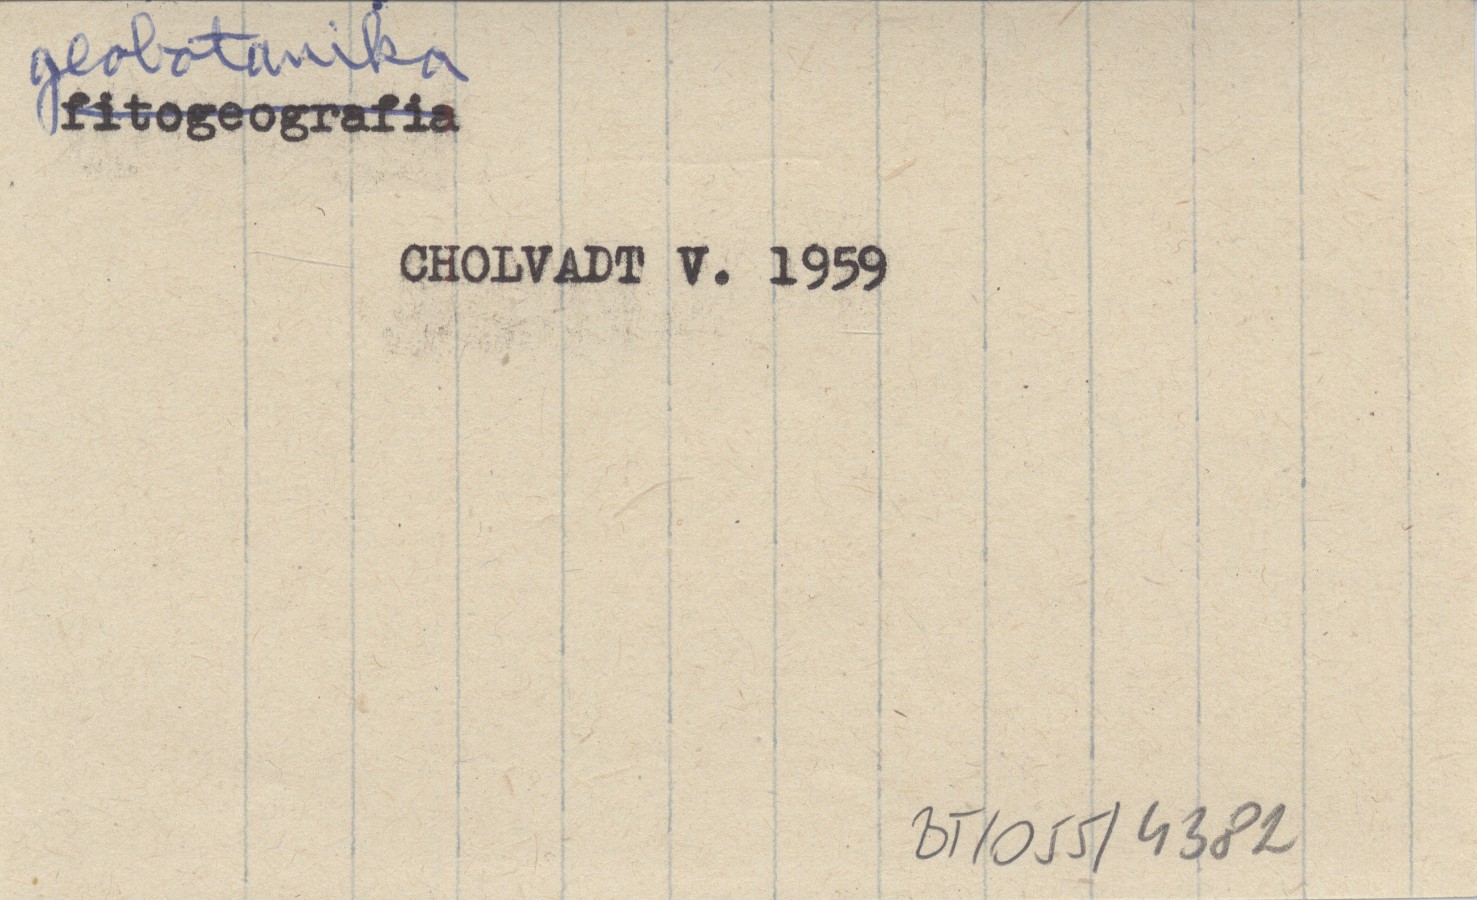 geobotanika
fitogeografia
CHOLVADT V. 1959
BT/055/4382